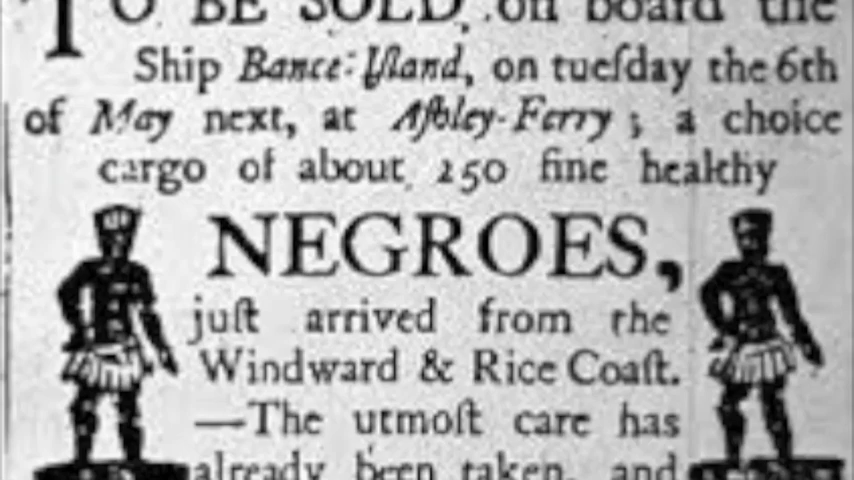 TO BE SOLD, on board the
Ship Bance: Iſland, on tueſday the 6th
of May next, at Aſhley-Ferry; a choice
cargo of about 250 fine healthy
NEGROES,
juſt arrived from the
Windward & Rice Coaſt.
—The utmoſt care has
already been taken, and